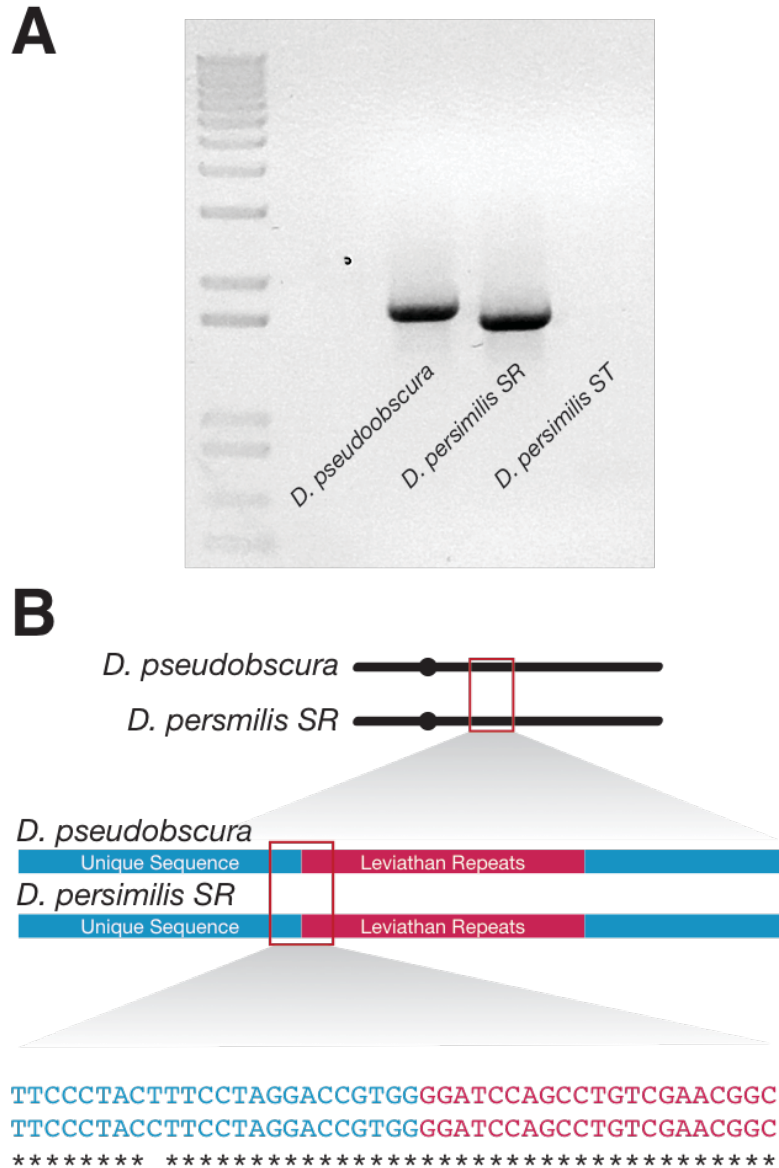 A
D. pseudoobscura
D. persimilis SR
D. persimilis ST
B
D. pseudobscura
D. persmilis SR
D. pseudobscura
Unique Sequence Leviathan Repeats
D. persimilis SR
Unique Sequence Leviathan Repeats
TTCCCTACTTTCCTAGGACCGTGGGGATCCAGCCTGTCGAACGGC
TTCCCTACCTTCCTAGGACCGTGGGGATCCAGCCTGTCGAACGGC
******** ************************************